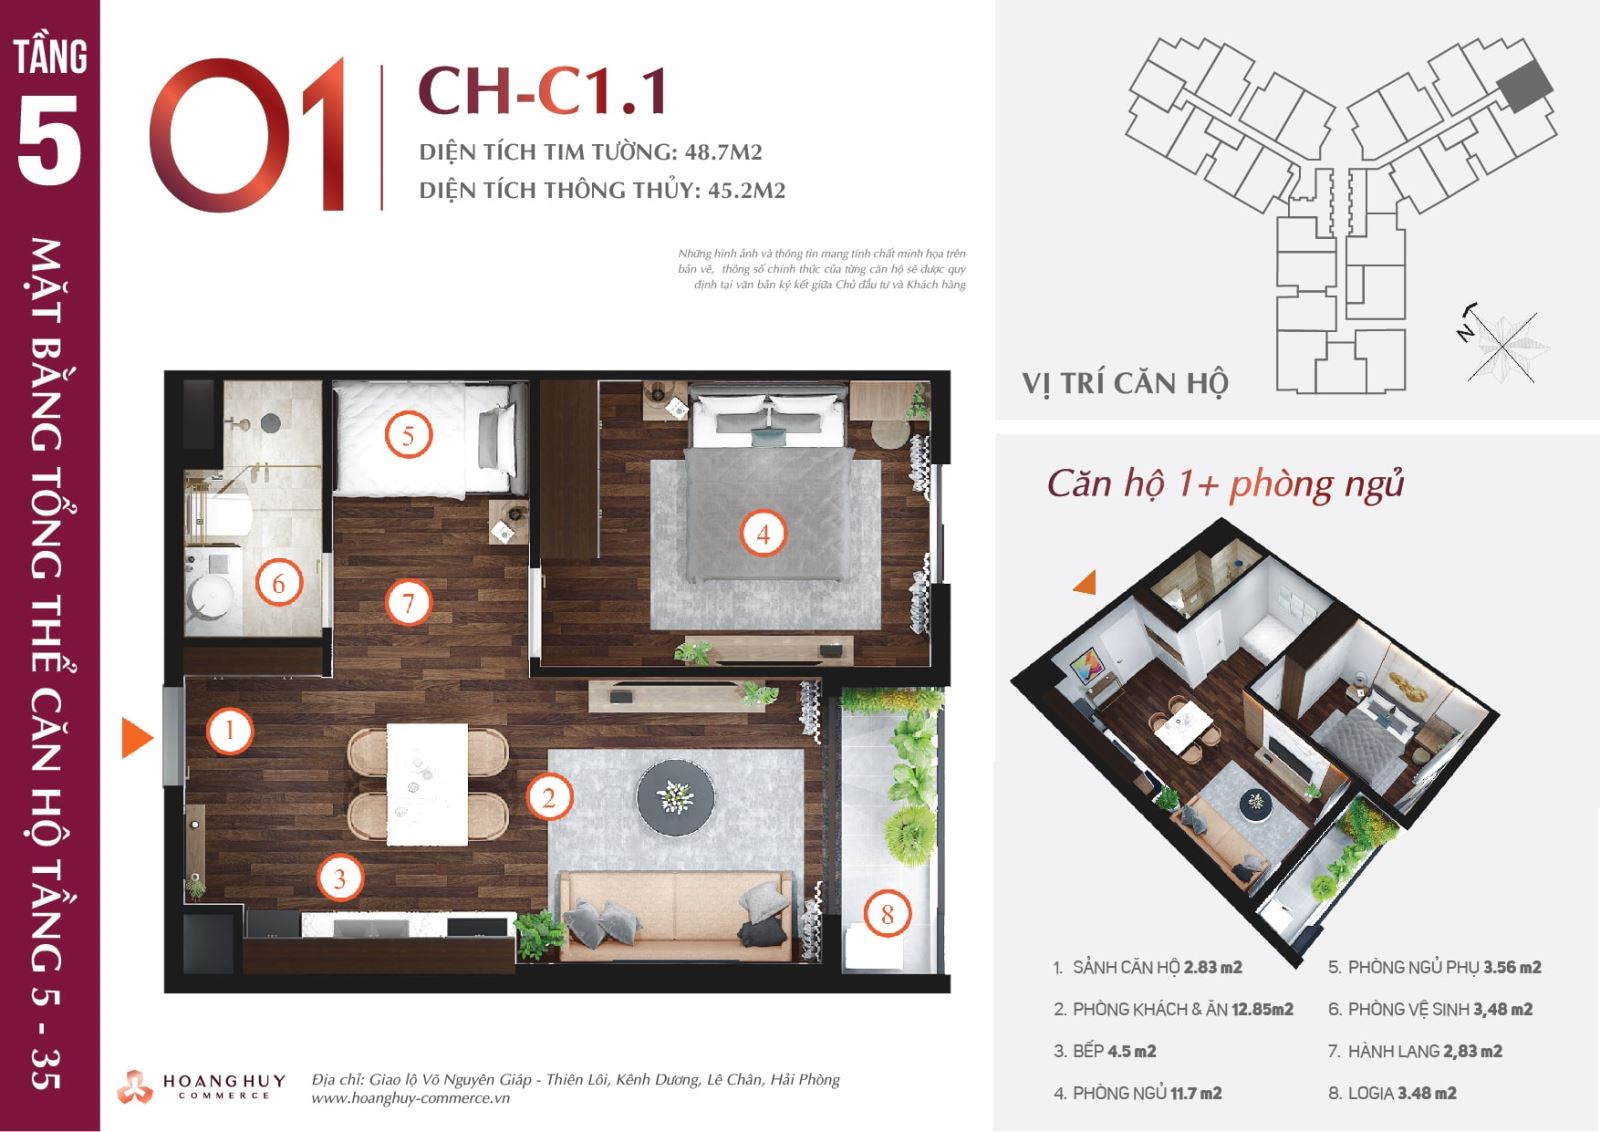 TẦNG
5
MẶT BẰNG TỔNG THỂ CĂN HỘ TẦNG 5 - 35
01
CH-C1.1
DIỆN TÍCH TIM TƯỜNG: 48.7M2
DIỆN TÍCH THÔNG THỦY: 45.2M2
Những hình ảnh và thông tin mang tính chất minh họa trên
bản vẽ, thông số chính thức của từng căn hộ sẽ được quy
định tại văn bản ký kết giữa Chủ đầu tư và Khách hàng
N
VỊ TRÍ CĂN HỘ
5
4
6
7
1
2
3
8
Căn hộ 1+ phòng ngủ
1. SẢNH CĂN HỘ 2.83 m2
2. PHÒNG KHÁCH & ĂN 12.85m2
3. BẾP 4.5 m2
4. PHÒNG NGỦ 11.7 m2
5. PHÒNG NGỦ PHỤ 3.56 m2
6. PHÒNG VỆ SINH 3,48 m2
7. HÀNH LANG 2,83 m2
8. LOGIA 3.48 m2
HOANGHUY
COMMERCE
Địa chỉ: Giao lộ Võ Nguyên Giáp - Thiên Lôi, Kênh Dương, Lê Chân, Hải Phòng
www.hoanghuy-commerce.vn